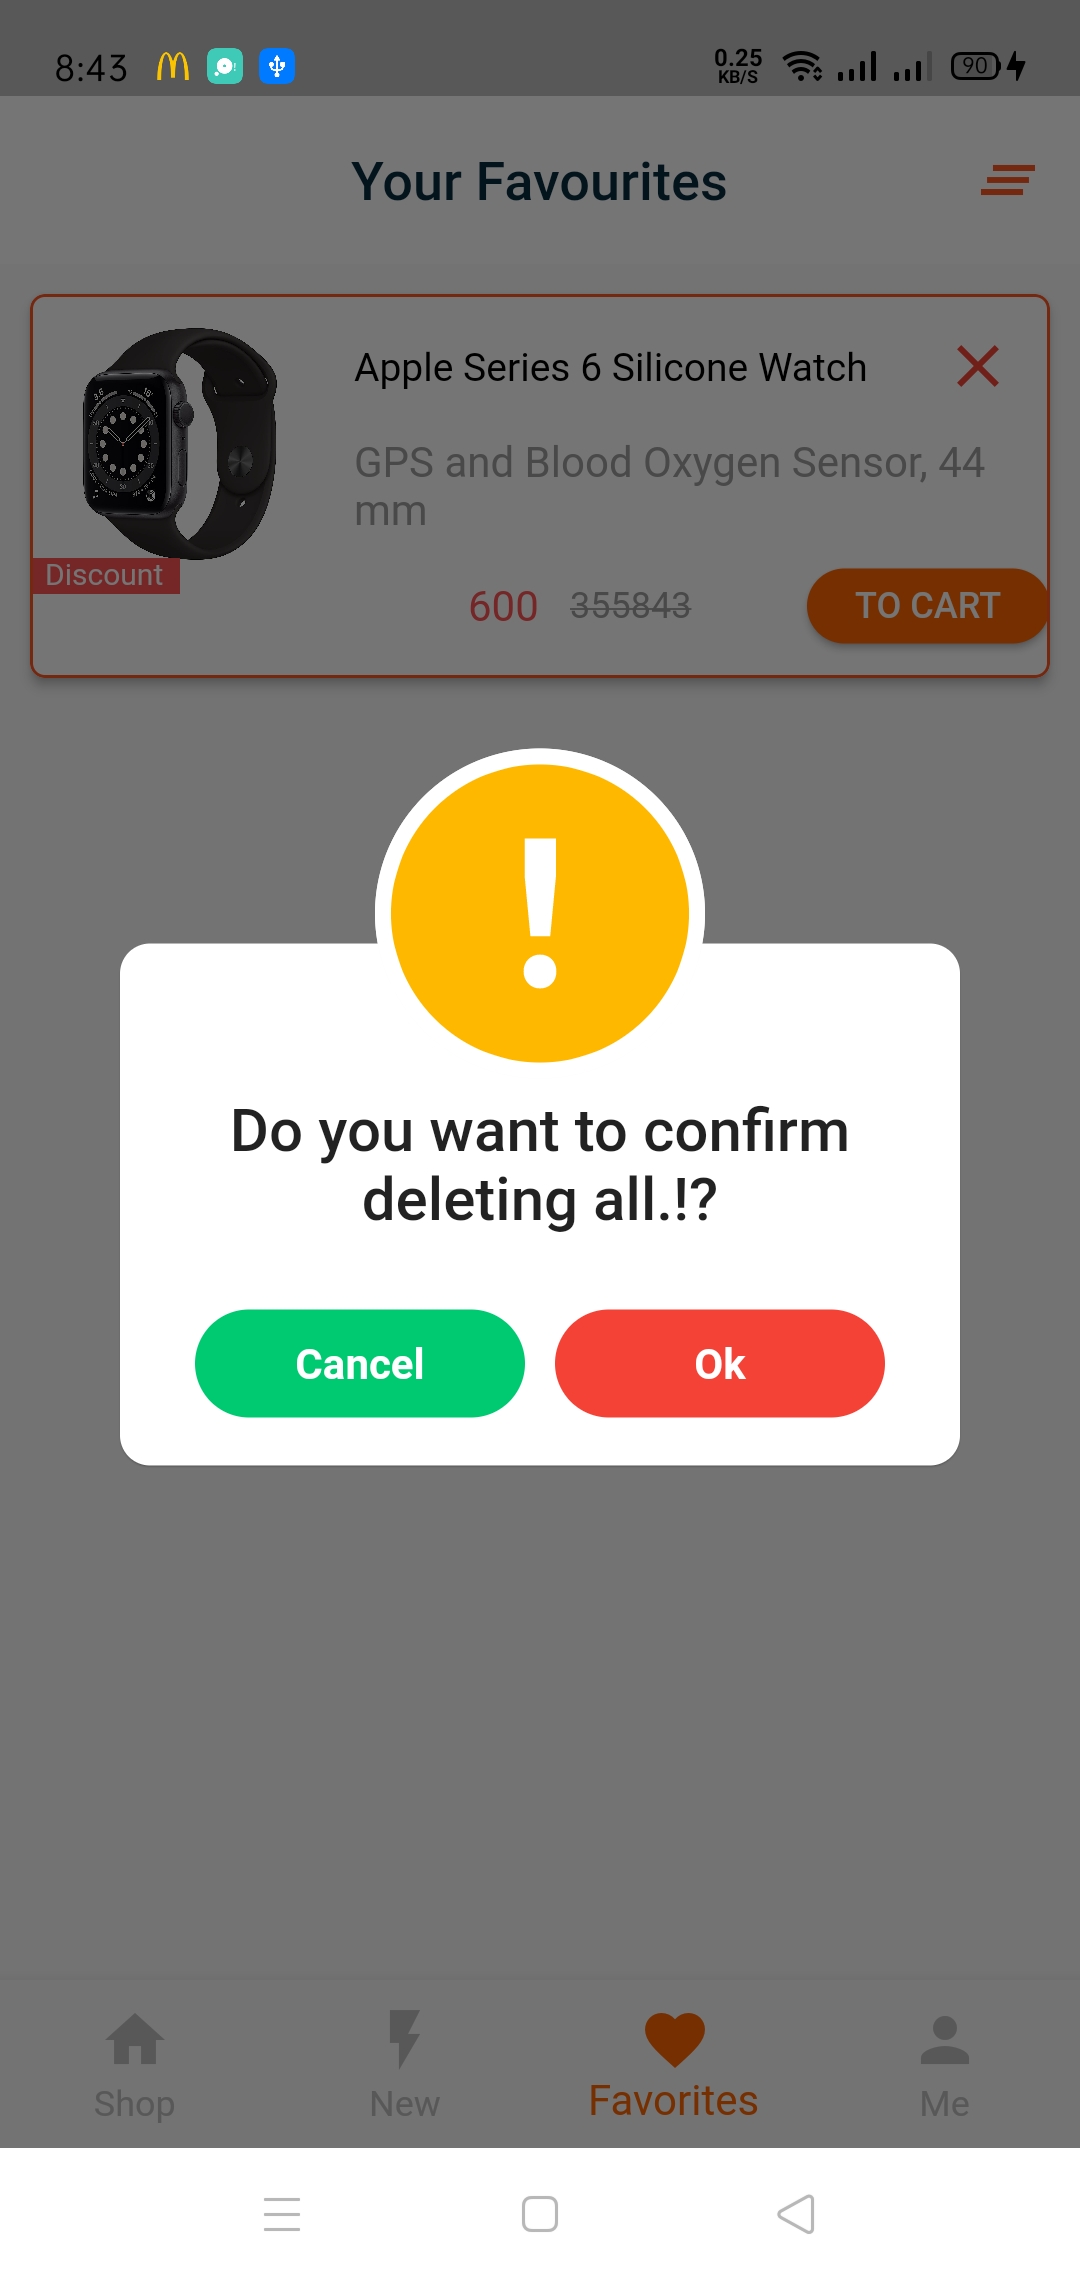 8:43
0.25
KB/S
90
Your Favourites
Apple Series 6 Silicone Watch
GPS and Blood Oxygen Sensor, 44
mm
Discount
600 355843
TO CART
!
Do you want to confirm
deleting all.!?
Cancel
Ok
Shop
New
Favorites
Me